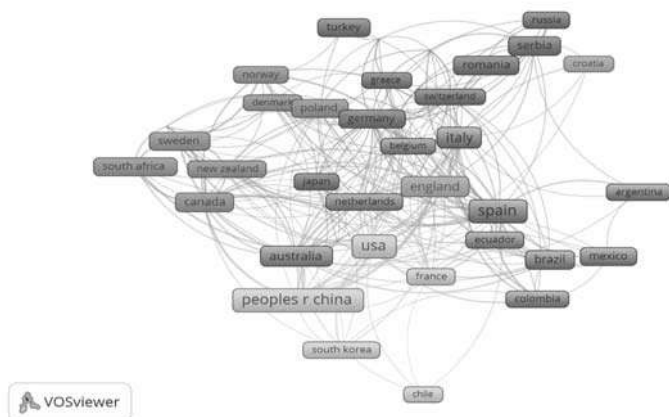 russia
turkey
serbia
romania
croatia
norway
greece
switzerland
denmark
poland
germany
italy
sweden
belgium
south africa
new zealand
japan
england
argentina
canada
netherlands
spain
usa
ecuador
australia
brazil
mexico
france
peoples r china
colombia
south korea
chile
VOSviewer